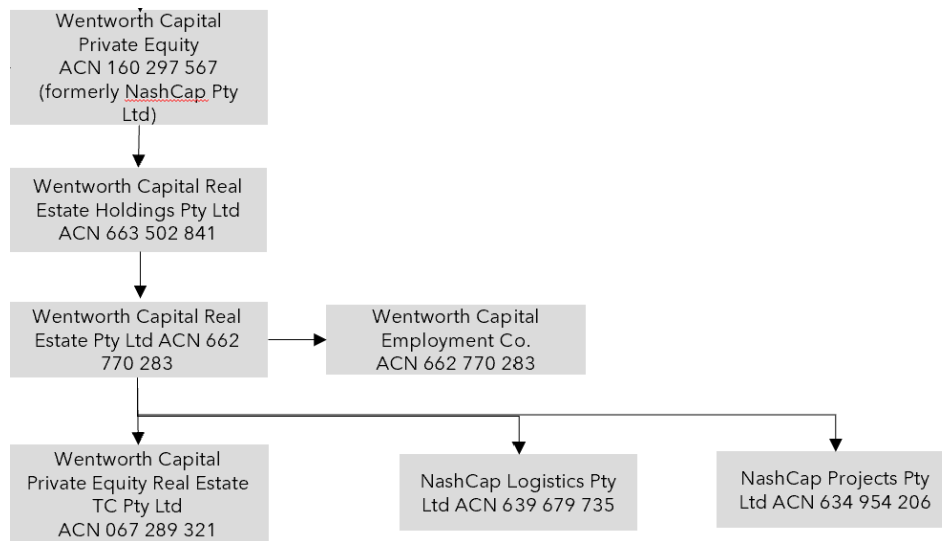 Wentworth Capital
Private Equity
ACN 160 297 567
(formerly NashCap Pty
Ltd)
Wentworth Capital Real
Estate Holdings Pty Ltd
ACN 663 502 841
Wentworth Capital Real
Estate Pty Ltd ACN 662
770 283
Wentworth Capital
Employment Co.
ACN 662 770 283
Wentworth Capital
Private Equity Real Estate
TC Pty Ltd
ACN 067 289 321
NashCap Logistics Pty
Ltd ACN 639 679 735
NashCap Projects Pty
Ltd ACN 634 954 206